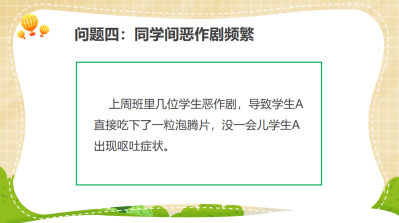 问题四：同学间恶作剧频繁
上周班里几位学生恶作剧，导致学生A
直接吃下了一粒泡腾片，没一会儿学生A
出现呕吐症状。